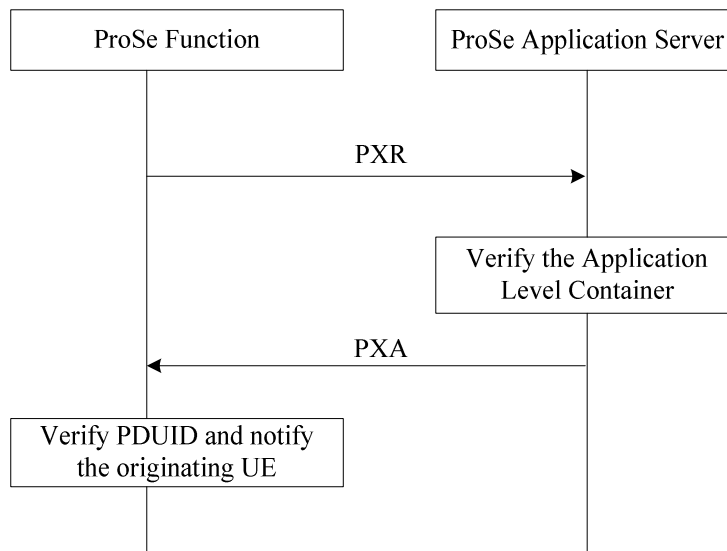 ProSe Function
ProSe Application Server
PXR
Verify the Application
Level Container
PXA
Verify PDUID and notify
the originating UE